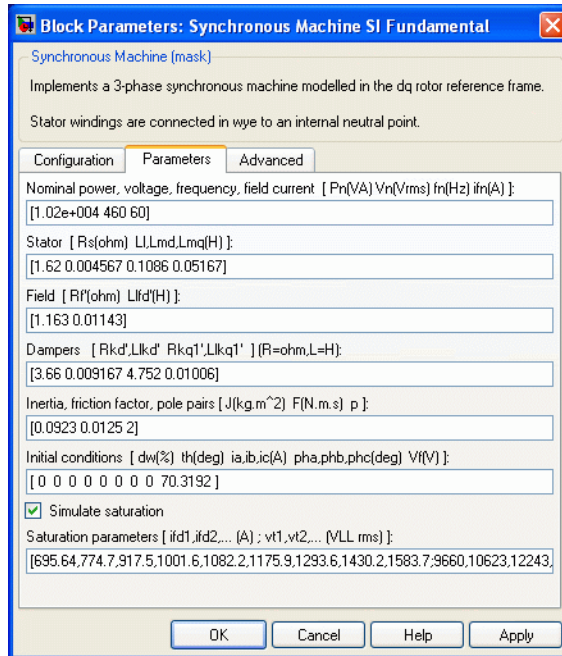 Block Parameters: Synchronous Machine SI Fundamental
Synchronous Machine (mask)
Implements a 3-phase synchronous machine modelled in the dq rotor reference frame.
Stator windings are connected in wye to an internal neutral point.
Configuration Parameters Advanced
Nominal power, voltage, frequency, field current [ Pn(VA) Vn(Vrms) fn(Hz) ifn(A) ]:
[1.02e+004 460 60]
Stator [ Rs(ohm) Ll,Lmd,Lmq(H) ]:
[1.62 0.004567 0.1086 0.05167]
Field [ Rf'(ohm) Llfd'(H) ]:
[1.163 0.01143]
Dampers [ Rkd',Llkd' Rkq1',Llkq1' ] (R=ohm,L=H):
[3.66 0.009167 4.752 0.01006]
Inertia, friction factor, pole pairs [ J(kg.m^2) F(N.m.s) p ]:
[0.0923 0.0125 2]
Initial conditions [ dw(%) th(deg) ia,ib,ic(A) pha,phb,phc(deg) Vf(V) ]:
[ 0 0 0 0 0 0 0 0 70.3192 ]
Simulate saturation
Saturation parameters [ ifd1,ifd2,... (A) ; vt1,vt2,... (VLL rms) ]:
[695.64,774.7,917.5,1001.6,1082.2,1175.9,1293.6,1430.2,1583.7;9660,10623,12243,
OK Cancel Help Apply